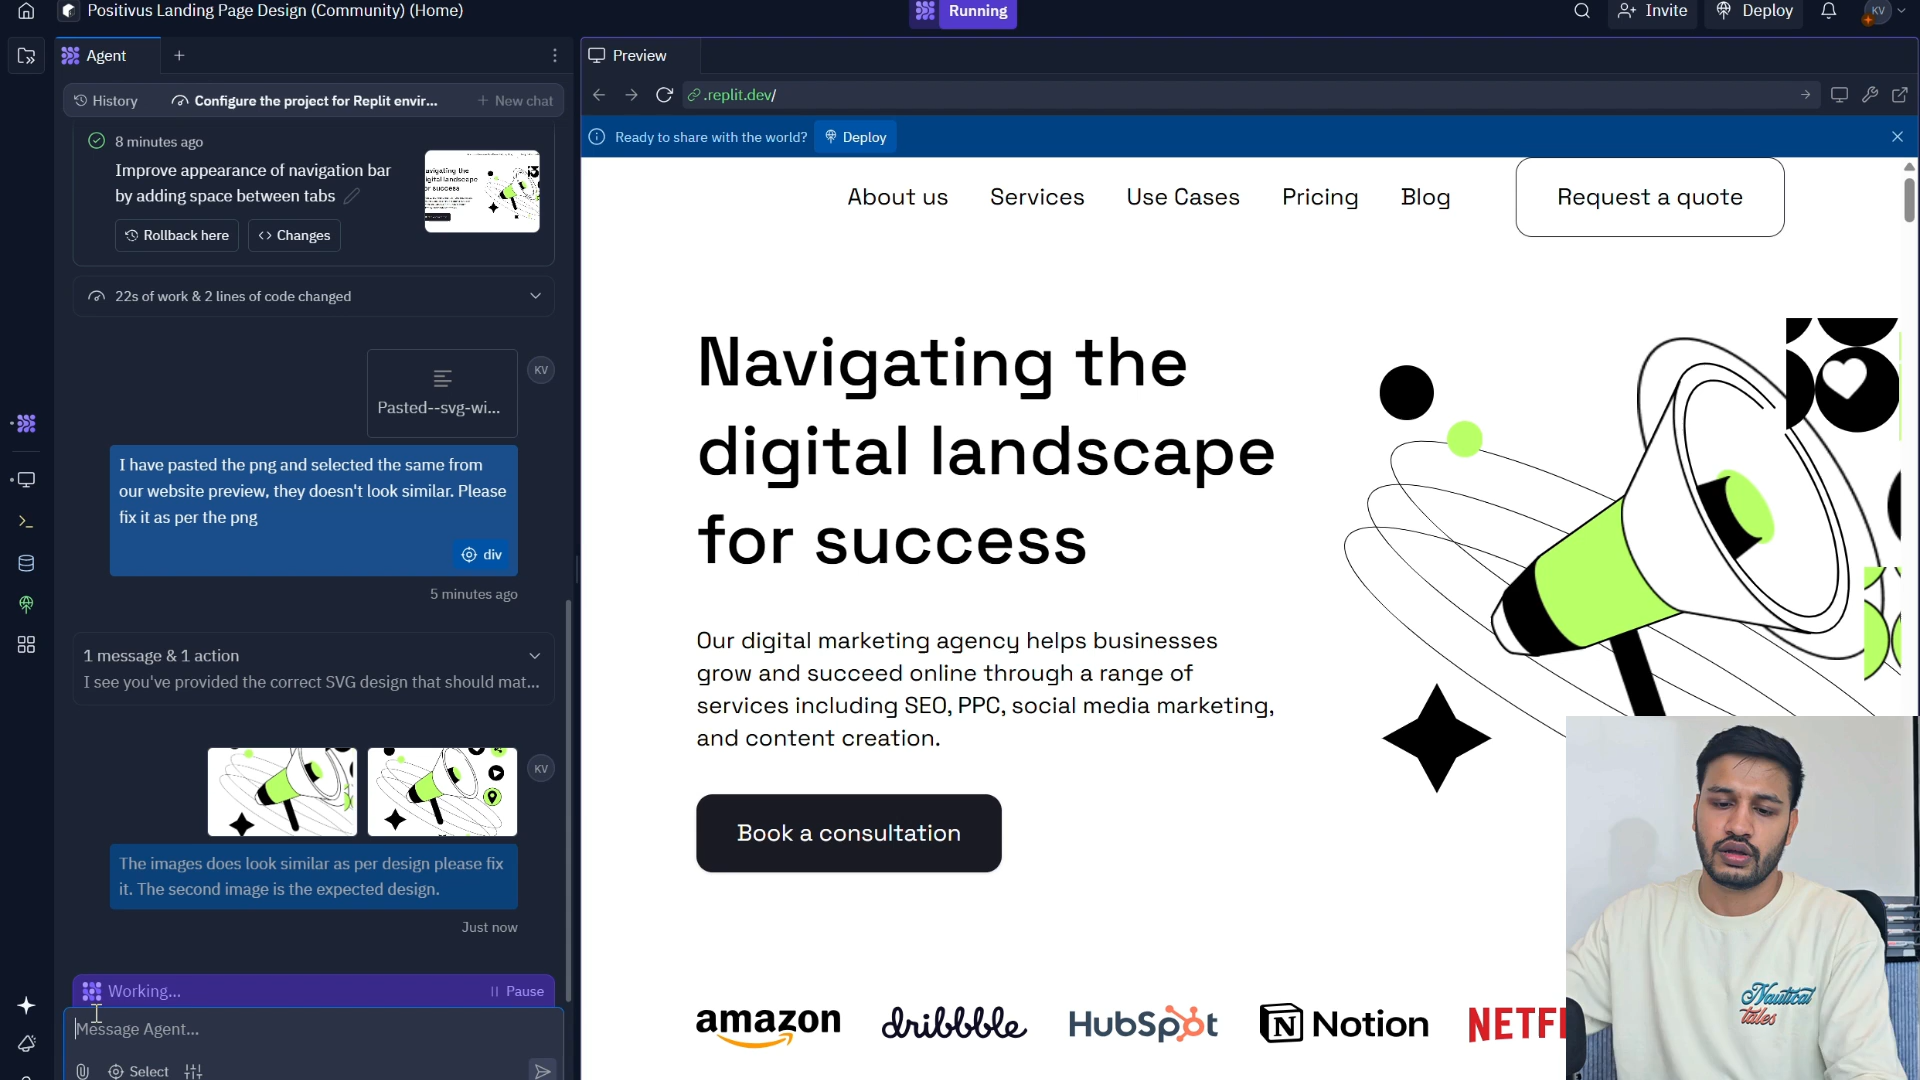 Positivus Landing Page Design (Community) (Home)
Running
Invite
Deploy
KV
Agent
Preview
History
Configure the project for Replit envir...
New chat
.replit.dev/
8 minutes ago
Improve appearance of navigation bar
by adding space between tabs
Rollback here
Changes
Ready to share with the world?
Deploy
22s of work & 2 lines of code changed
Pasted--svg-wi...
KV
I have pasted the png and selected the same from
our website preview, they doesn't look similar. Please
fix it as per the png
div
5 minutes ago
1 message & 1 action
I see you've provided the correct SVG design that should mat...
KV
The images does look similar as per design please fix
it. The second image is the expected design.
Just now
Working...
Pause
Message Agent...
Select
About us
Services
Use Cases
Pricing
Blog
Request a quote
Navigating the
digital landscape
for success
Our digital marketing agency helps businesses
grow and succeed online through a range of
services including SEO, PPC, social media marketing,
and content creation.
Book a consultation
amazon
dribbble
HubSpot
Notion
NETF
Nautical
tales